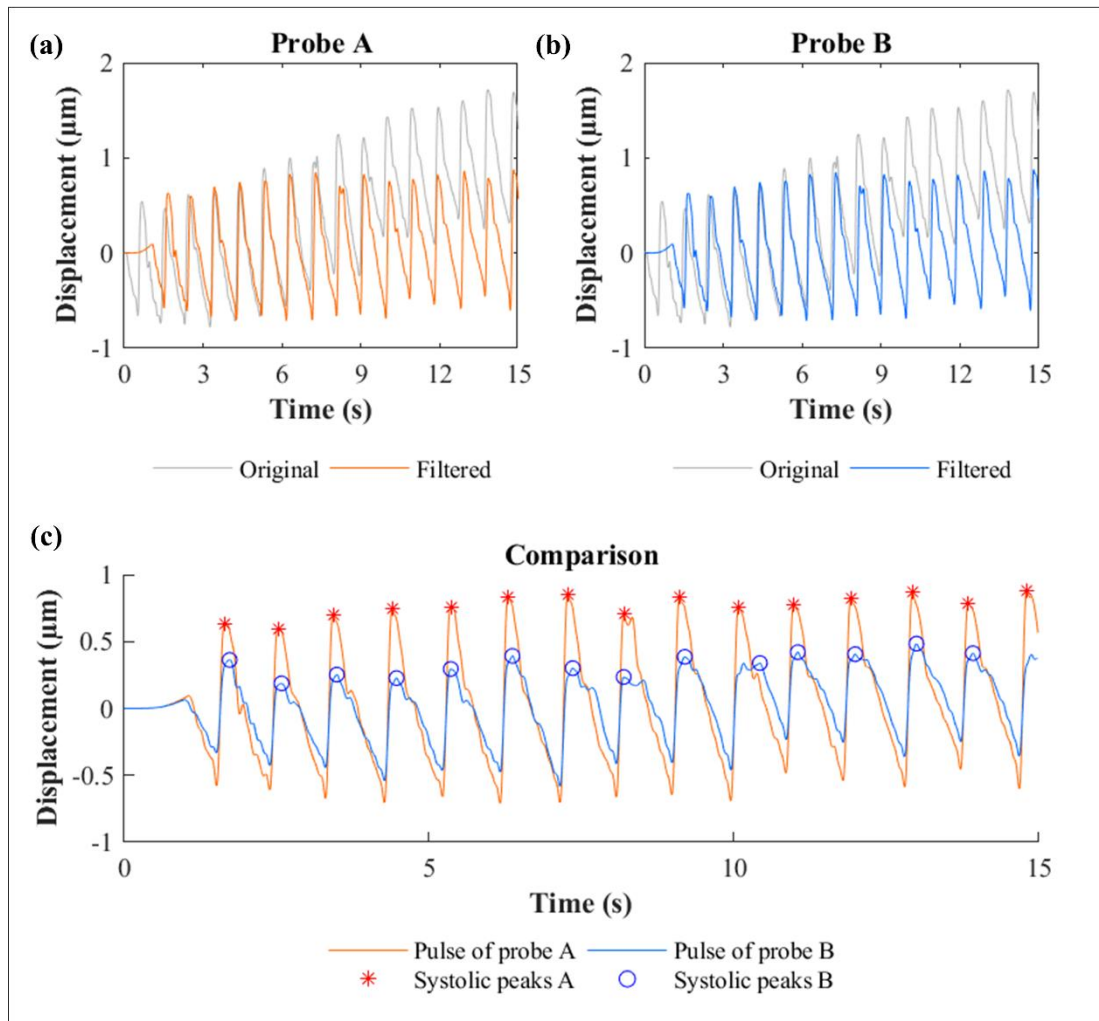 (a) Probe A
(b) Probe B
Displacement (μm)
2
1
0
-1
0 3 6 9 12 15
Time (s)
Original Filtered
Displacement (μm)
2
1
0
-1
0 3 6 9 12 15
Time (s)
Original Filtered
(c) Comparison
Displacement (μm)
1
0.5
0
-0.5
-1
0 5 10 15
Time (s)
Pulse of probe A Pulse of probe B
Systolic peaks A Systolic peaks B